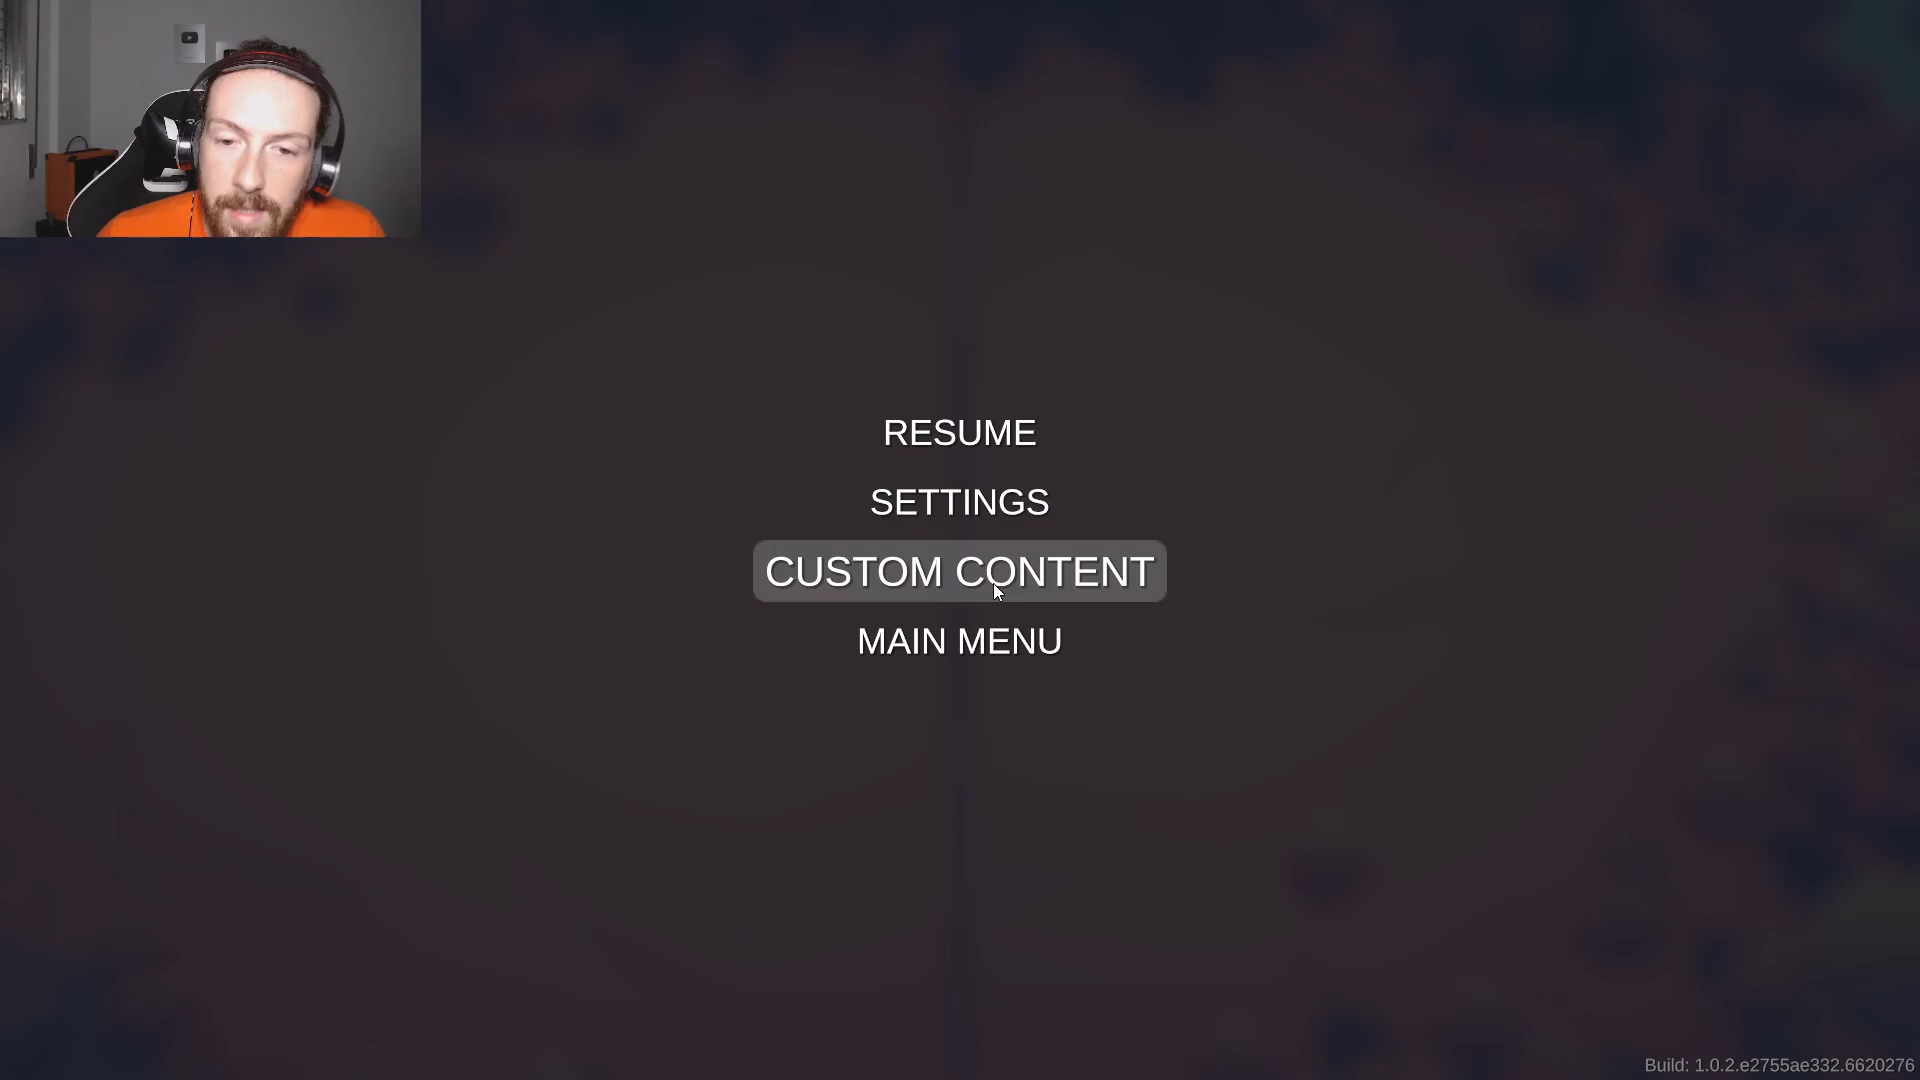 RESUME
SETTINGS
CUSTOM CONTENT
MAIN MENU
Build: 1.0.2.e2755ae332.6620276